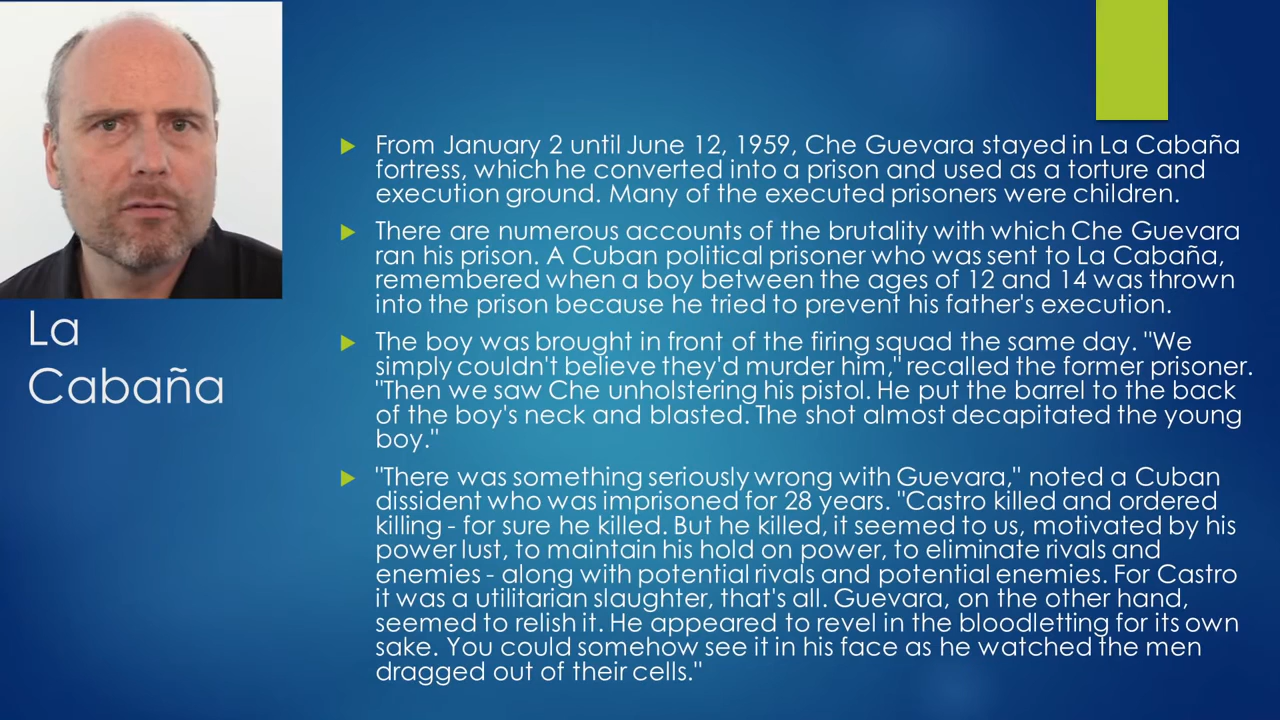 La
Cabaña
From January 2 until June 12, 1959, Che Guevara stayed in La Cabaña
fortress, which he converted into a prison and used as a torture and
execution ground. Many of the executed prisoners were children.
There are numerous accounts of the brutality with which Che Guevara
ran his prison. A Cuban political prisoner who was sent to La Cabaña,
remembered when a boy between the ages of 12 and 14 was thrown
into the prison because he tried to prevent his father's execution.
The boy was brought in front of the firing squad the same day. "We
simply couldn't believe they'd murder him," recalled the former prisoner.
"Then we saw Che unholstering his pistol. He put the barrel to the back
of the boy's neck and blasted. The shot almost decapitated the young
boy."
"There was something seriously wrong with Guevara," noted a Cuban
dissident who was imprisoned for 28 years. "Castro killed and ordered
killing - for sure he killed. But he killed, it seemed to us, motivated by his
power lust, to maintain his hold on power, to eliminate rivals and
enemies - along with potential rivals and potential enemies. For Castro
it was a utilitarian slaughter, that's all. Guevara, on the other hand,
seemed to relish it. He appeared to revel in the bloodletting for its own
sake. You could somehow see it in his face as he watched the men
dragged out of their cells."